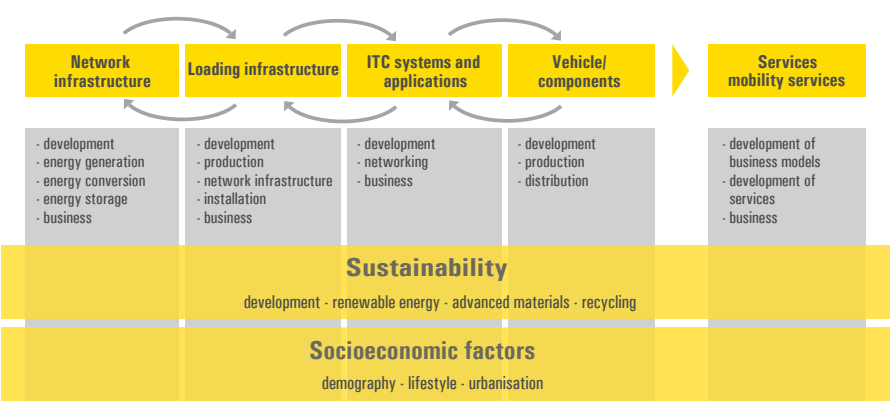 Network
infrastructure
Loading infrastructure
ITC systems and
applications
Vehicle/
components
Services
mobility services
- development
- energy generation
- energy conversion
- energy storage
- business
- development
- production
- network infrastructure
- installation
- business
- development
- networking
- business
- development
- production
- distribution
- development of
business models
- development of
services
- business
Sustainability
development - renewable energy - advanced materials - recycling
Socioeconomic factors
demography - lifestyle - urbanisation